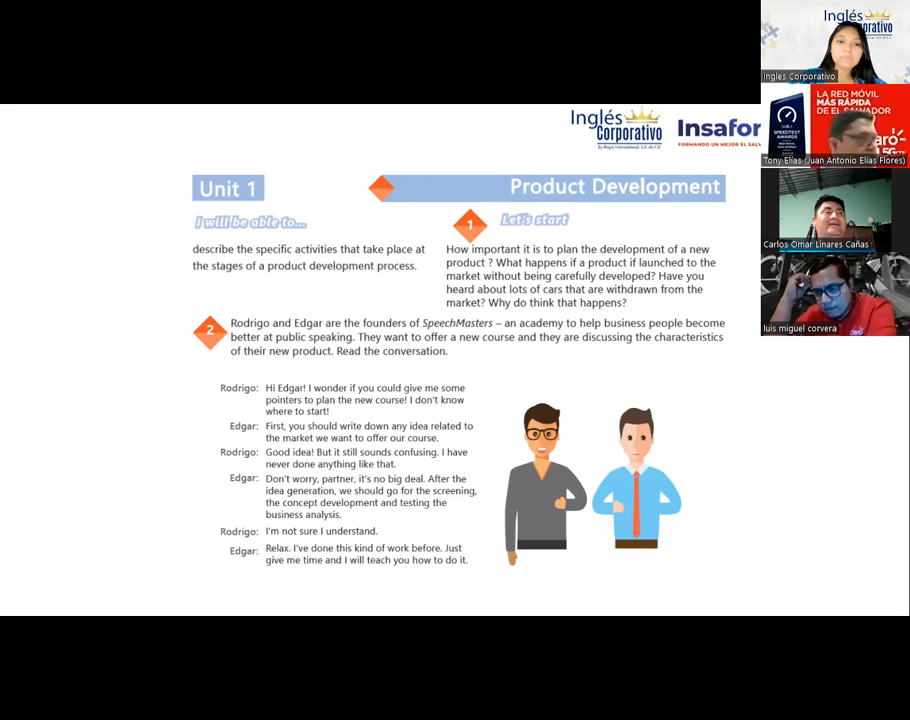 Inglés
Corporativo
By Regal International, S.A. de C.V.
Insafor
FORMANDO UN MEJOR EL SALV
Unit 1
Product Development
I will be able to...
describe the specific activities that take place at
the stages of a product development process.
1
Let's start
How important it is to plan the development of a new
product ? What happens if a product if launched to the
market without being carefully developed? Have you
heard about lots of cars that are withdrawn from the
market? Why do think that happens?
2
Rodrigo and Edgar are the founders of SpeechMasters – an academy to help business people become
better at public speaking. They want to offer a new course and they are discussing the characteristics
of their new product. Read the conversation.
Rodrigo: Hi Edgar! I wonder if you could give me some
pointers to plan the new course! I don't know
where to start!
Edgar: First, you should write down any idea related to
the market we want to offer our course.
Rodrigo: Good idea! But it still sounds confusing. I have
never done anything like that.
Edgar: Don't worry, partner, it's no big deal. After the
idea generation, we should go for the screening,
the concept development and testing the
business analysis.
Rodrigo: I'm not sure I understand.
Edgar: Relax. I've done this kind of work before. Just
give me time and I will teach you how to do it.
Inglés
orativo
Ingles Corporativo
LA RED MÓVIL
MÁS RÁPIDA
DE EL SALVADOR
SPEEDTEST
AWARDS
aro
Tony Elías (Juan Antonio Elías Flores)
Carlos Omar Linares Cañas
luis miguel corvera